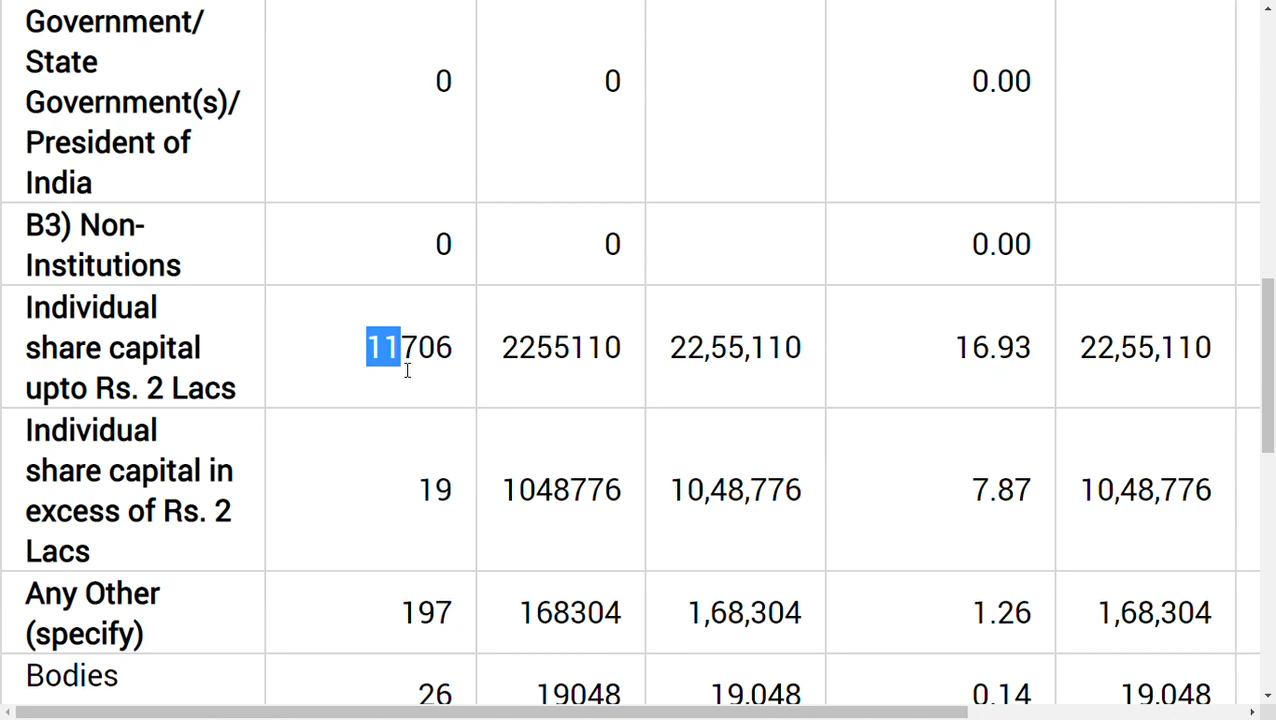 Government/
State
Government(s)/
President of
India
0 0 0.00
B3) Non-
Institutions
0 0 0.00
Individual
share capital
upto Rs. 2 Lacs
11706 2255110 22,55,110 16.93 22,55,110
Individual
share capital in
excess of Rs. 2
Lacs
19 1048776 10,48,776 7.87 10,48,776
Any Other
(specify)
197 168304 1,68,304 1.26 1,68,304
Bodies
26 19048 19,048 0.14 19,048